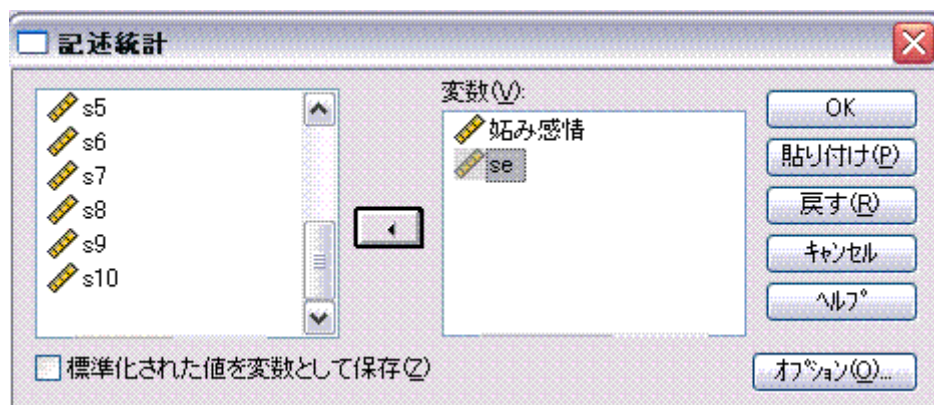 記述統計
s5
s6
s7
s8
s9
s10
変数(V):
妬み感情
se
OK
貼り付け(P)
戻す(R)
キャンセル
ヘルプ
標準化された値を変数として保存(Z)
オプション(O)...